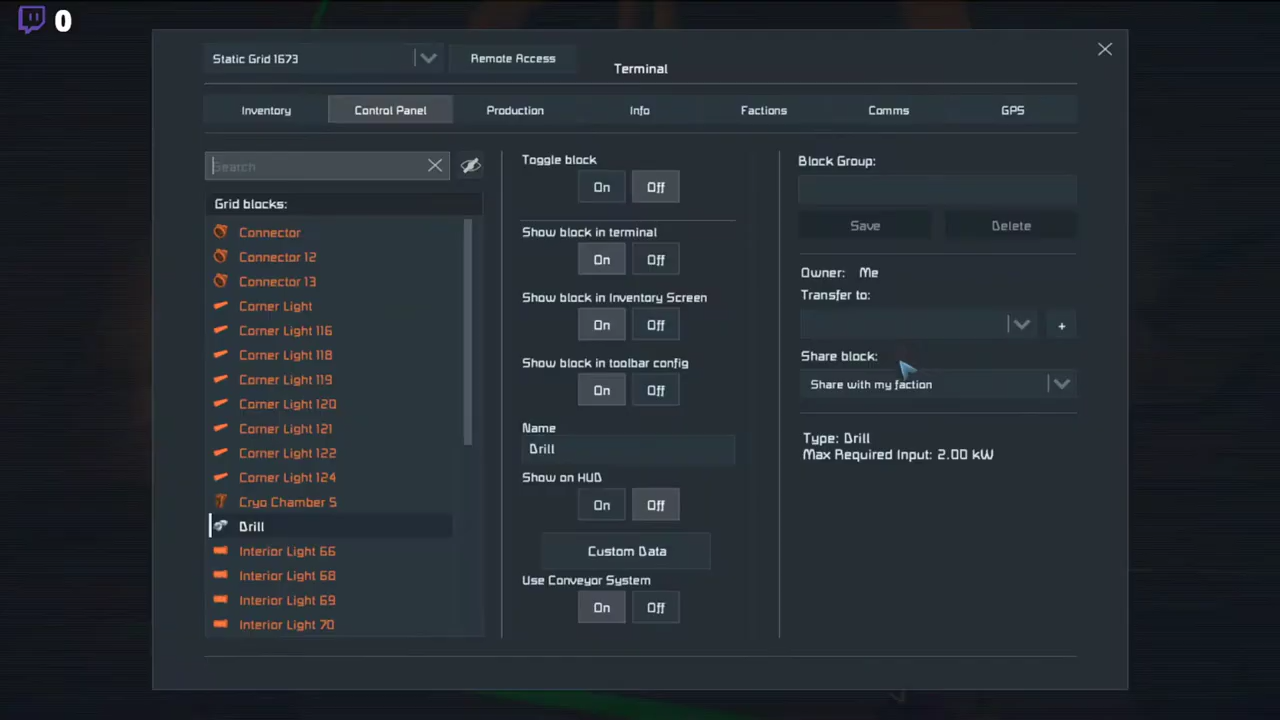 0
Static Grid 1673
Remote Access
Terminal
Inventory
Control Panel
Production
Info
Factions
Comms
GPS
Search
Grid blocks:
Connector
Connector 12
Connector 13
Corner Light
Corner Light 116
Corner Light 118
Corner Light 119
Corner Light 120
Corner Light 121
Corner Light 122
Corner Light 124
Cryo Chamber 5
Drill
Interior Light 66
Interior Light 68
Interior Light 69
Interior Light 70
Toggle block
On Off
Show block in terminal
On Off
Show block in Inventory Screen
On Off
Show block in toolbar config
On Off
Name
Drill
Show on HUD
On Off
Custom Data
Use Conveyor System
On Off
Block Group:
Save Delete
Owner: Me
Transfer to:
+
Share block:
Share with my faction
Type: Drill
Max Required Input: 2.00 kW